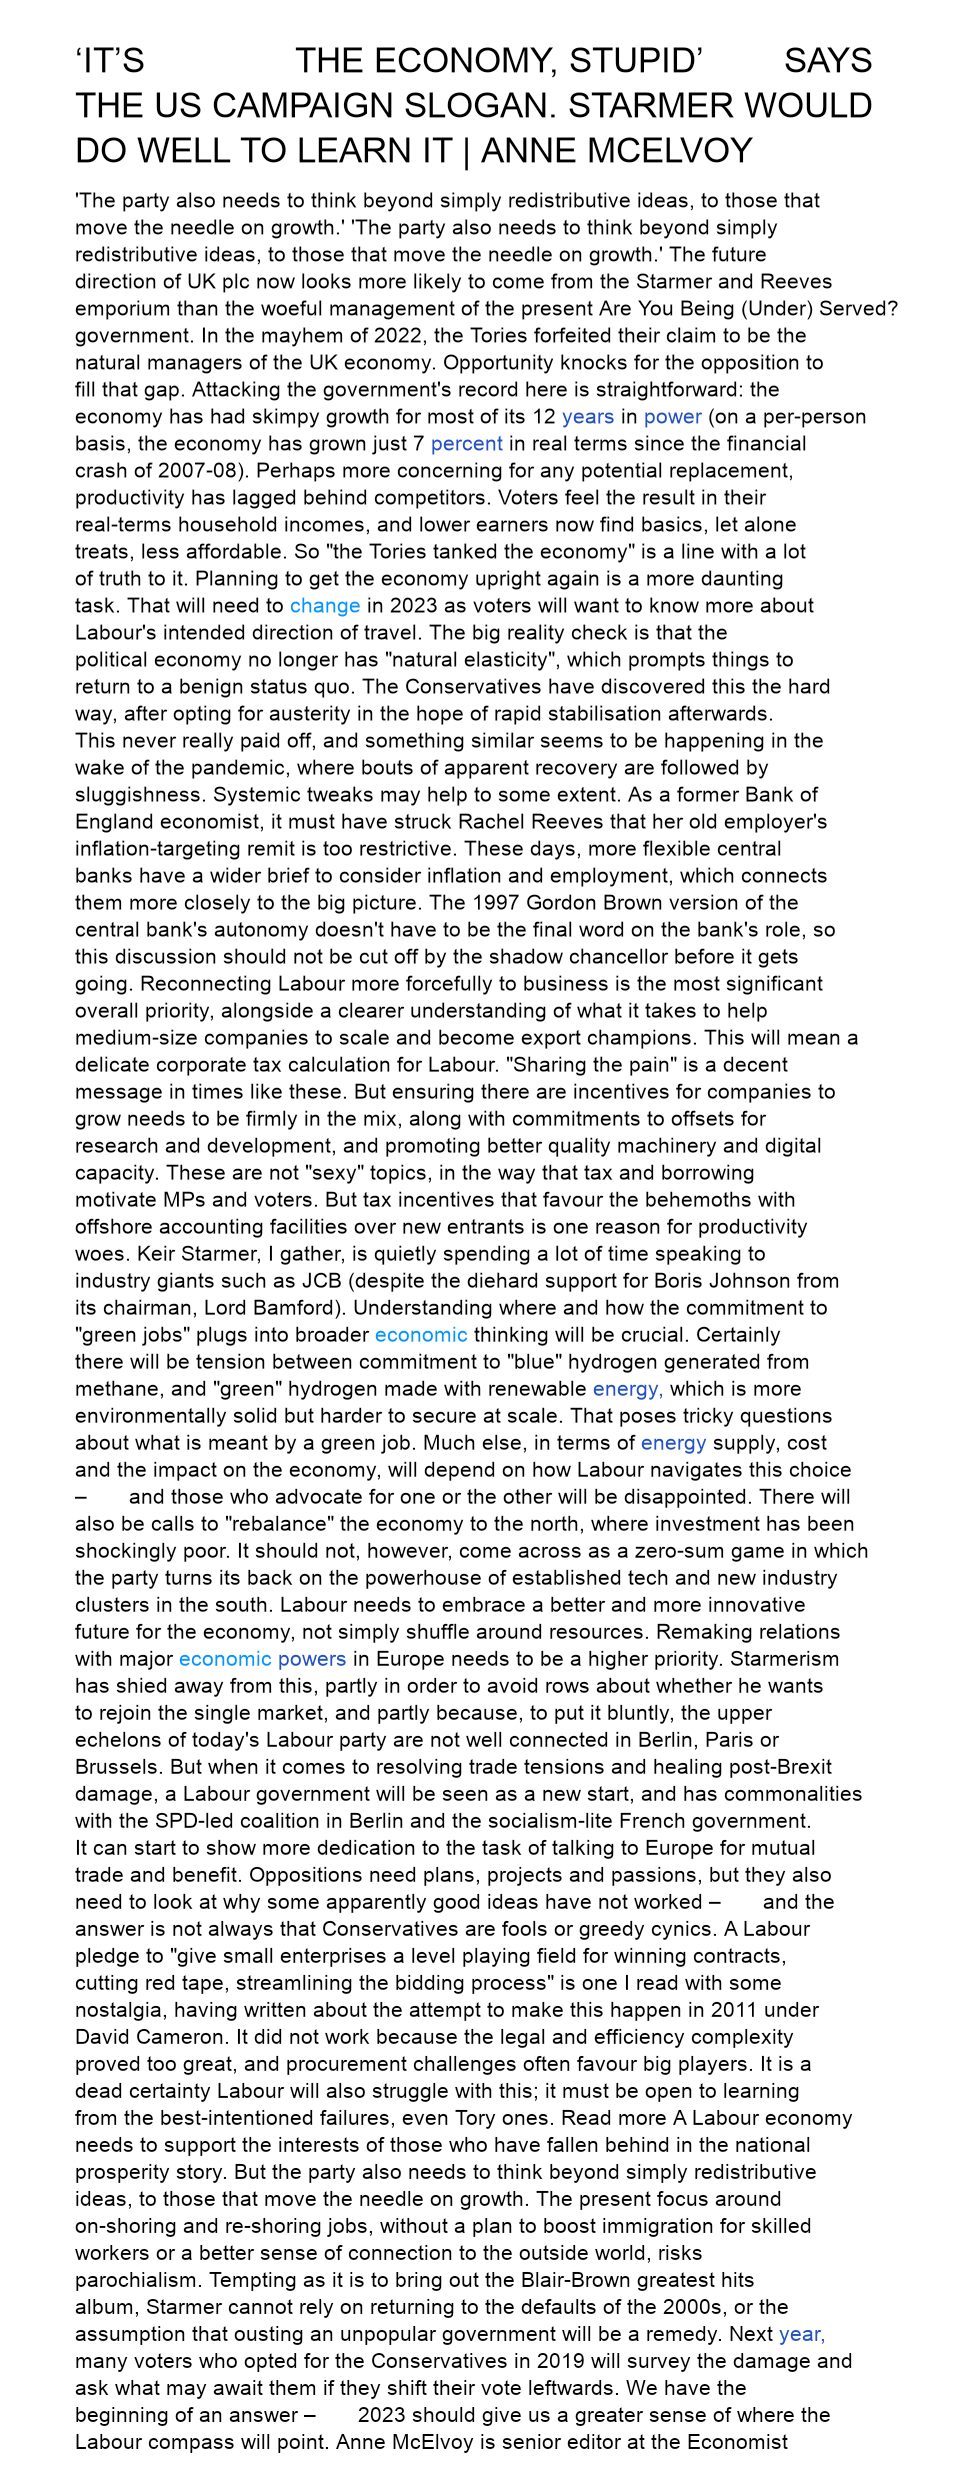 ‘IT’S THE ECONOMY, STUPID’ SAYS
THE US CAMPAIGN SLOGAN. STARMER WOULD
DO WELL TO LEARN IT | ANNE MCELVOY
'The party also needs to think beyond simply redistributive ideas, to those that
move the needle on growth.' 'The party also needs to think beyond simply
redistributive ideas, to those that move the needle on growth.' The future
direction of UK plc now looks more likely to come from the Starmer and Reeves
emporium than the woeful management of the present Are You Being (Under) Served?
government. In the mayhem of 2022, the Tories forfeited their claim to be the
natural managers of the UK economy. Opportunity knocks for the opposition to
fill that gap. Attacking the government's record here is straightforward: the
economy has had skimpy growth for most of its 12 years in power (on a per-person
basis, the economy has grown just 7 percent in real terms since the financial
crash of 2007-08). Perhaps more concerning for any potential replacement,
productivity has lagged behind competitors. Voters feel the result in their
real-terms household incomes, and lower earners now find basics, let alone
treats, less affordable. So "the Tories tanked the economy" is a line with a lot
of truth to it. Planning to get the economy upright again is a more daunting
task. That will need to change in 2023 as voters will want to know more about
Labour's intended direction of travel. The big reality check is that the
political economy no longer has "natural elasticity", which prompts things to
return to a benign status quo. The Conservatives have discovered this the hard
way, after opting for austerity in the hope of rapid stabilisation afterwards.
This never really paid off, and something similar seems to be happening in the
wake of the pandemic, where bouts of apparent recovery are followed by
sluggishness. Systemic tweaks may help to some extent. As a former Bank of
England economist, it must have struck Rachel Reeves that her old employer's
inflation-targeting remit is too restrictive. These days, more flexible central
banks have a wider brief to consider inflation and employment, which connects
them more closely to the big picture. The 1997 Gordon Brown version of the
central bank's autonomy doesn't have to be the final word on the bank's role, so
this discussion should not be cut off by the shadow chancellor before it gets
going. Reconnecting Labour more forcefully to business is the most significant
overall priority, alongside a clearer understanding of what it takes to help
medium-size companies to scale and become export champions. This will mean a
delicate corporate tax calculation for Labour. "Sharing the pain" is a decent
message in times like these. But ensuring there are incentives for companies to
grow needs to be firmly in the mix, along with commitments to offsets for
research and development, and promoting better quality machinery and digital
capacity. These are not "sexy" topics, in the way that tax and borrowing
motivate MPs and voters. But tax incentives that favour the behemoths with
offshore accounting facilities over new entrants is one reason for productivity
woes. Keir Starmer, I gather, is quietly spending a lot of time speaking to
industry giants such as JCB (despite the diehard support for Boris Johnson from
its chairman, Lord Bamford). Understanding where and how the commitment to
"green jobs" plugs into broader economic thinking will be crucial. Certainly
there will be tension between commitment to "blue" hydrogen generated from
methane, and "green" hydrogen made with renewable energy, which is more
environmentally solid but harder to secure at scale. That poses tricky questions
about what is meant by a green job. Much else, in terms of energy supply, cost
and the impact on the economy, will depend on how Labour navigates this choice
– and those who advocate for one or the other will be disappointed. There will
also be calls to "rebalance" the economy to the north, where investment has been
shockingly poor. It should not, however, come across as a zero-sum game in which
the party turns its back on the powerhouse of established tech and new industry
clusters in the south. Labour needs to embrace a better and more innovative
future for the economy, not simply shuffle around resources. Remaking relations
with major economic powers in Europe needs to be a higher priority. Starmerism
has shied away from this, partly in order to avoid rows about whether he wants
to rejoin the single market, and partly because, to put it bluntly, the upper
echelons of today's Labour party are not well connected in Berlin, Paris or
Brussels. But when it comes to resolving trade tensions and healing post-Brexit
damage, a Labour government will be seen as a new start, and has commonalities
with the SPD-led coalition in Berlin and the socialism-lite French government.
It can start to show more dedication to the task of talking to Europe for mutual
trade and benefit. Oppositions need plans, projects and passions, but they also
need to look at why some apparently good ideas have not worked – and the
answer is not always that Conservatives are fools or greedy cynics. A Labour
pledge to "give small enterprises a level playing field for winning contracts,
cutting red tape, streamlining the bidding process" is one I read with some
nostalgia, having written about the attempt to make this happen in 2011 under
David Cameron. It did not work because the legal and efficiency complexity
proved too great, and procurement challenges often favour big players. It is a
dead certainty Labour will also struggle with this; it must be open to learning
from the best-intentioned failures, even Tory ones. Read more A Labour economy
needs to support the interests of those who have fallen behind in the national
prosperity story. But the party also needs to think beyond simply redistributive
ideas, to those that move the needle on growth. The present focus around
on-shoring and re-shoring jobs, without a plan to boost immigration for skilled
workers or a better sense of connection to the outside world, risks
parochialism. Tempting as it is to bring out the Blair-Brown greatest hits
album, Starmer cannot rely on returning to the defaults of the 2000s, or the
assumption that ousting an unpopular government will be a remedy. Next year,
many voters who opted for the Conservatives in 2019 will survey the damage and
ask what may await them if they shift their vote leftwards. We have the
beginning of an answer – 2023 should give us a greater sense of where the
Labour compass will point. Anne McElvoy is senior editor at the Economist